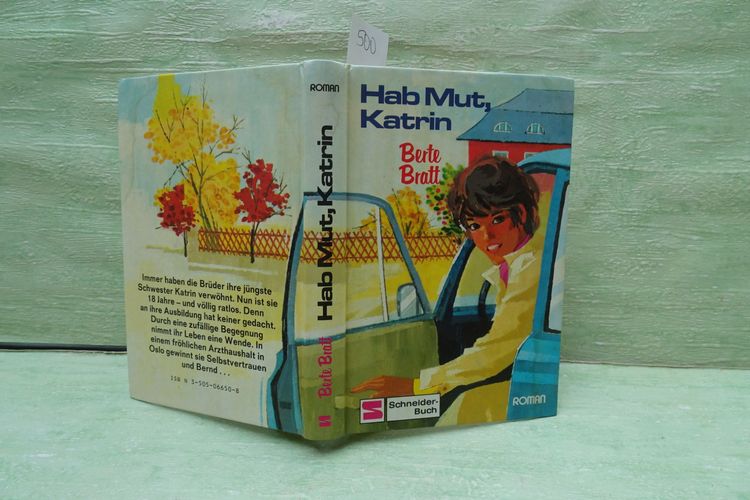 500
ROMAN
Hab Mut, Katrin
Berte Bratt
Hab Mut,
Katrin
Berte
Bratt
Schneider-
Buch
ROMAN
Immer haben die Brüder ihre jüngste
Schwester Katrin verwöhnt. Nun ist sie
18 Jahre – und völlig ratlos. Denn
an ihre Ausbildung hat keiner gedacht.
Durch eine zufällige Begegnung
nimmt ihr Leben eine Wende. In
einem fröhlichen Arzthaushalt in
Oslo gewinnt sie Selbstvertrauen
und Bernd ...
ISBN 3-505-06650-8